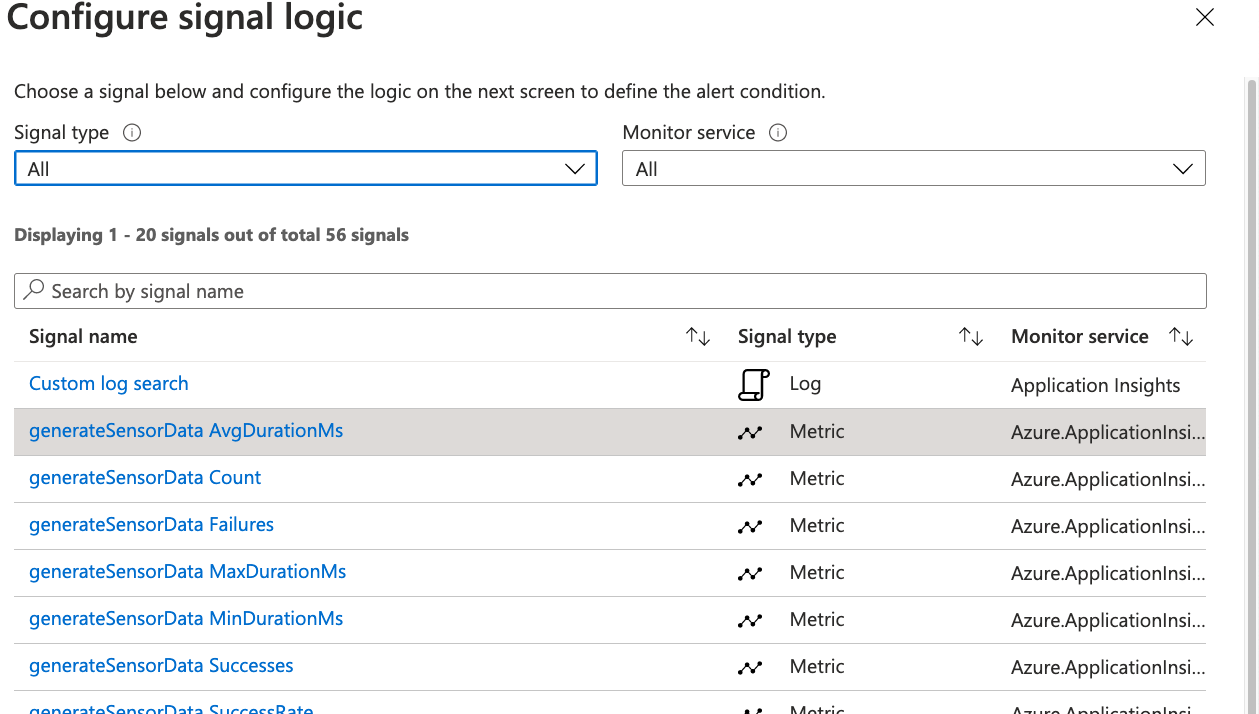 Configure signal logic
Choose a signal below and configure the logic on the next screen to define the alert condition.
Signal type Monitor service
All All
Displaying 1 - 20 signals out of total 56 signals
Search by signal name
Signal name Signal type Monitor service
Custom log search Log Application Insights
generateSensorData AvgDurationMs Metric Azure.ApplicationInsi...
generateSensorData Count Metric Azure.ApplicationInsi...
generateSensorData Failures Metric Azure.ApplicationInsi...
generateSensorData MaxDurationMs Metric Azure.ApplicationInsi...
generateSensorData MinDurationMs Metric Azure.ApplicationInsi...
generateSensorData Successes Metric Azure.ApplicationInsi...
generateSensorData SuccessRate Metric Azure.ApplicationInsi...